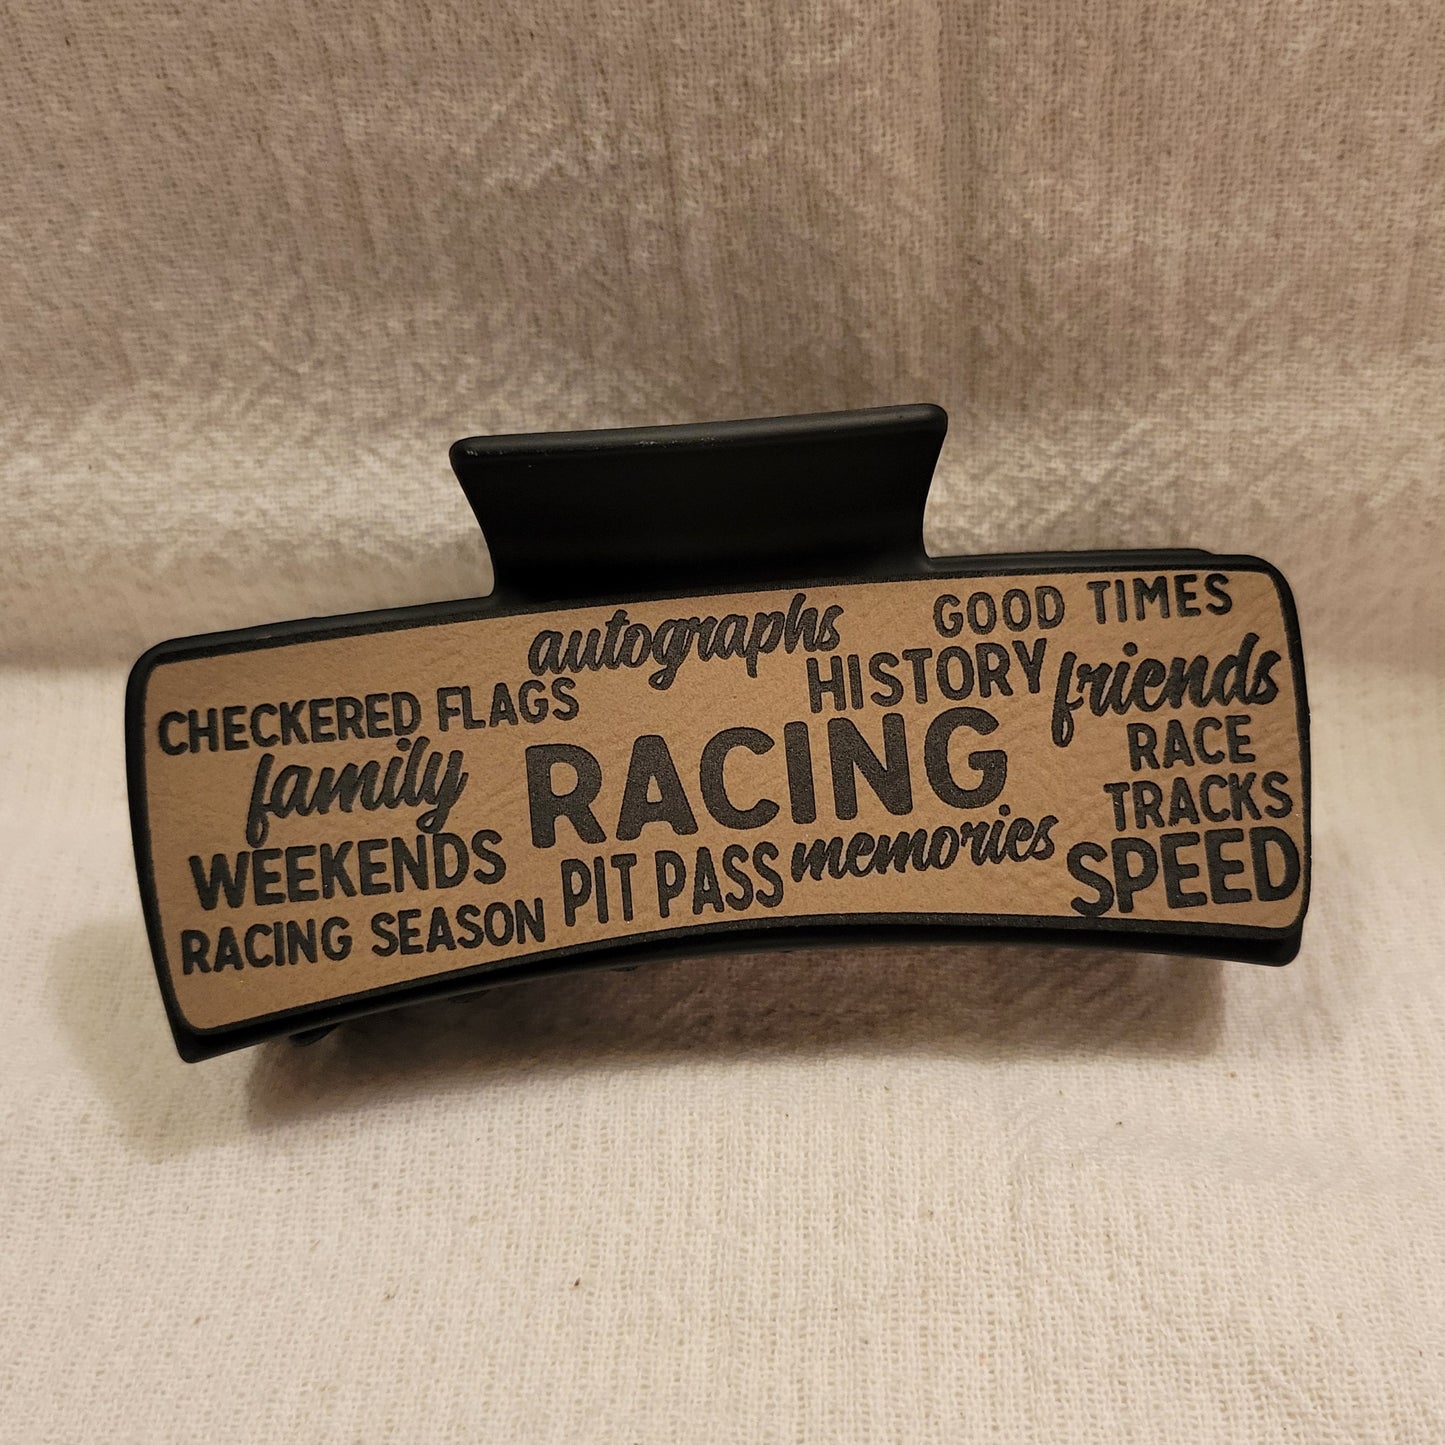 autographs
GOOD TIMES
CHECKERED FLAGS
HISTORY
friends
family
RACING
RACE
TRACKS
WEEKENDS
PIT PASS
memories
SPEED
RACING SEASON